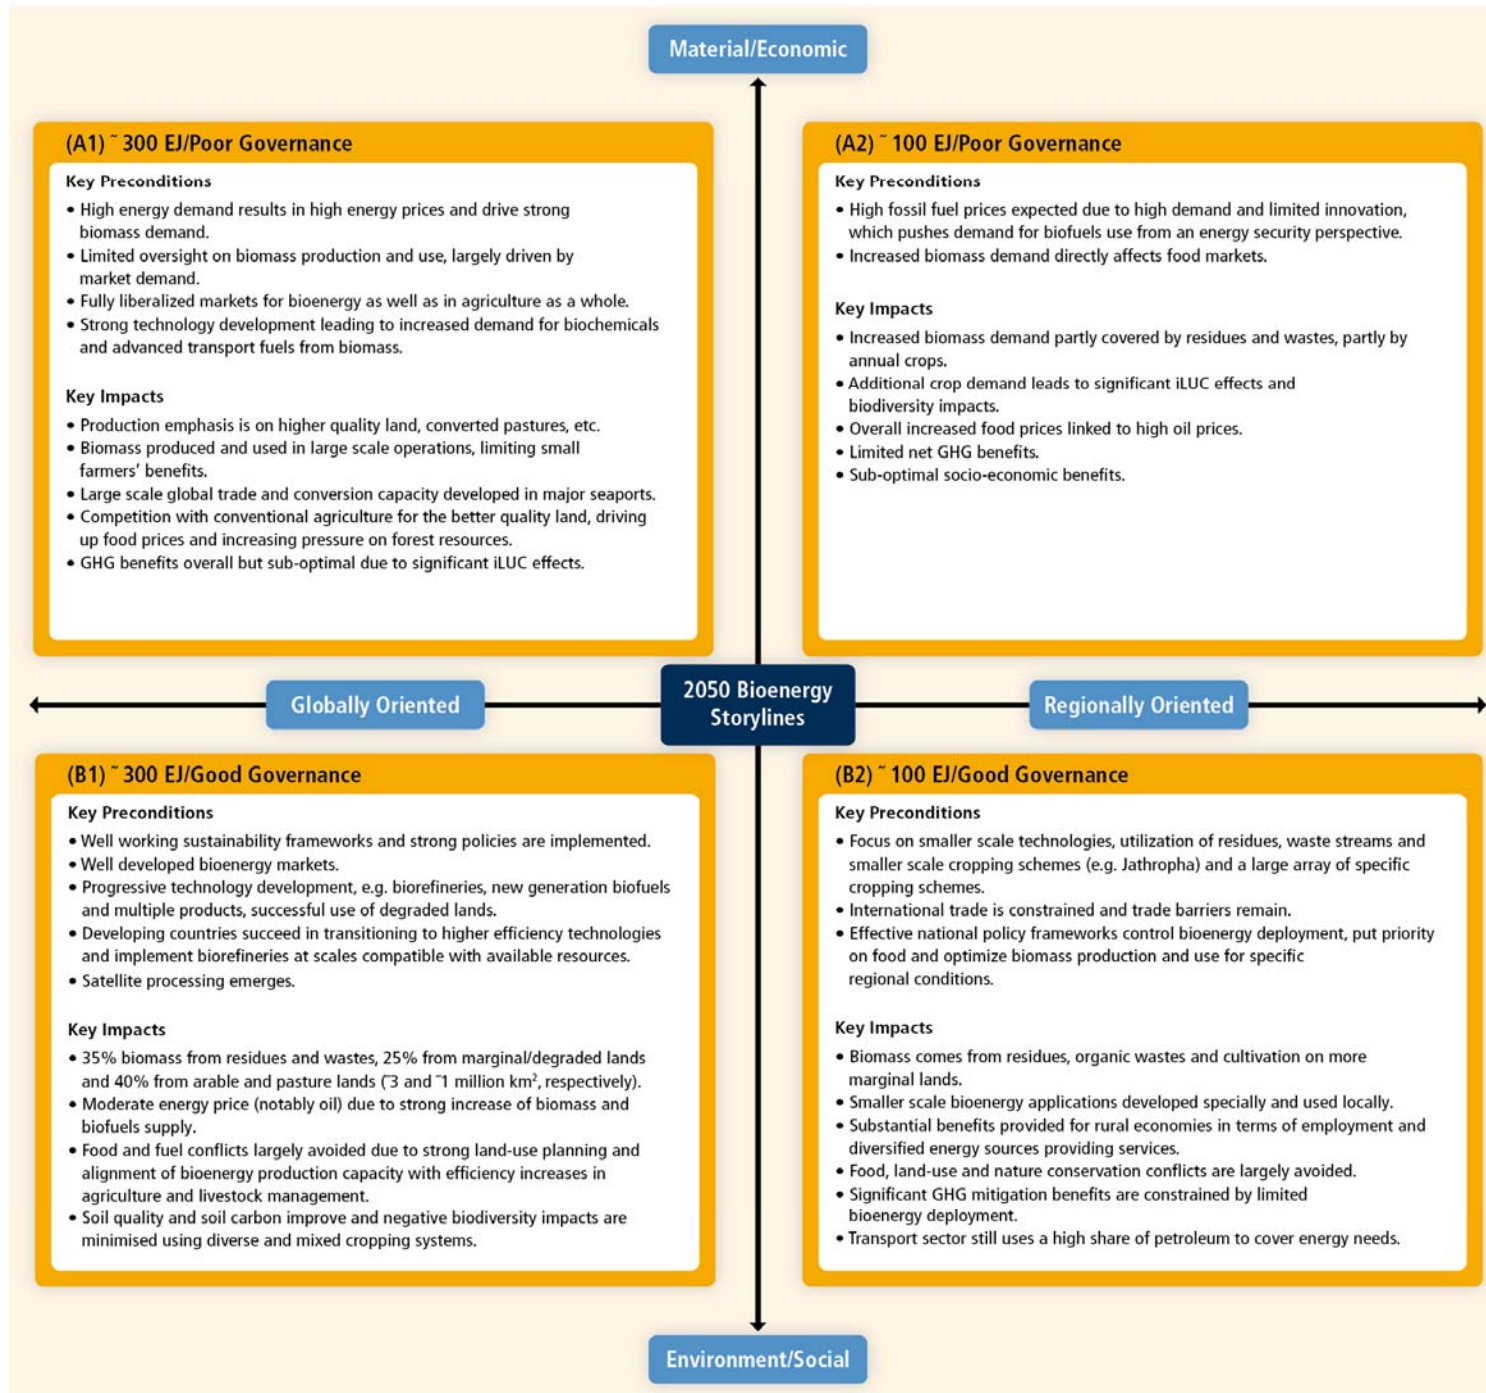 Material/Economic
(A1) ~ 300 EJ/Poor Governance
Key Preconditions
• High energy demand results in high energy prices and drive strong
biomass demand.
• Limited oversight on biomass production and use, largely driven by
market demand.
• Fully liberalized markets for bioenergy as well as in agriculture as a whole.
• Strong technology development leading to increased demand for biochemicals
and advanced transport fuels from biomass.
Key Impacts
• Production emphasis is on higher quality land, converted pastures, etc.
• Biomass produced and used in large scale operations, limiting small
farmers’ benefits.
• Large scale global trade and conversion capacity developed in major seaports.
• Competition with conventional agriculture for the better quality land, driving
up food prices and increasing pressure on forest resources.
• GHG benefits overall but sub-optimal due to significant iLUC effects.
(A2) ~ 100 EJ/Poor Governance
Key Preconditions
• High fossil fuel prices expected due to high demand and limited innovation,
which pushes demand for biofuels use from an energy security perspective.
• Increased biomass demand directly affects food markets.
Key Impacts
• Increased biomass demand partly covered by residues and wastes, partly by
annual crops.
• Additional crop demand leads to significant iLUC effects and
biodiversity impacts.
• Overall increased food prices linked to high oil prices.
• Limited net GHG benefits.
• Sub-optimal socio-economic benefits.
Globally Oriented
2050 Bioenergy
Storylines
Regionally Oriented
(B1) ~ 300 EJ/Good Governance
Key Preconditions
• Well working sustainability frameworks and strong policies are implemented.
• Well developed bioenergy markets.
• Progressive technology development, e.g. biorefineries, new generation biofuels
and multiple products, successful use of degraded lands.
• Developing countries succeed in transitioning to higher efficiency technologies
and implement biorefineries at scales compatible with available resources.
• Satellite processing emerges.
Key Impacts
• 35% biomass from residues and wastes, 25% from marginal/degraded lands
and 40% from arable and pasture lands (~3 and ~1 million km², respectively).
• Moderate energy price (notably oil) due to strong increase of biomass and
biofuels supply.
• Food and fuel conflicts largely avoided due to strong land-use planning and
alignment of bioenergy production capacity with efficiency increases in
agriculture and livestock management.
• Soil quality and soil carbon improve and negative biodiversity impacts are
minimised using diverse and mixed cropping systems.
(B2) ~ 100 EJ/Good Governance
Key Preconditions
• Focus on smaller scale technologies, utilization of residues, waste streams and
smaller scale cropping schemes (e.g. Jathropha) and a large array of specific
cropping schemes.
• International trade is constrained and trade barriers remain.
• Effective national policy frameworks control bioenergy deployment, put priority
on food and optimize biomass production and use for specific
regional conditions.
Key Impacts
• Biomass comes from residues, organic wastes and cultivation on more
marginal lands.
• Smaller scale bioenergy applications developed specially and used locally.
• Substantial benefits provided for rural economies in terms of employment and
diversified energy sources providing services.
• Food, land-use and nature conservation conflicts are largely avoided.
• Significant GHG mitigation benefits are constrained by limited
bioenergy deployment.
• Transport sector still uses a high share of petroleum to cover energy needs.
Environment/Social